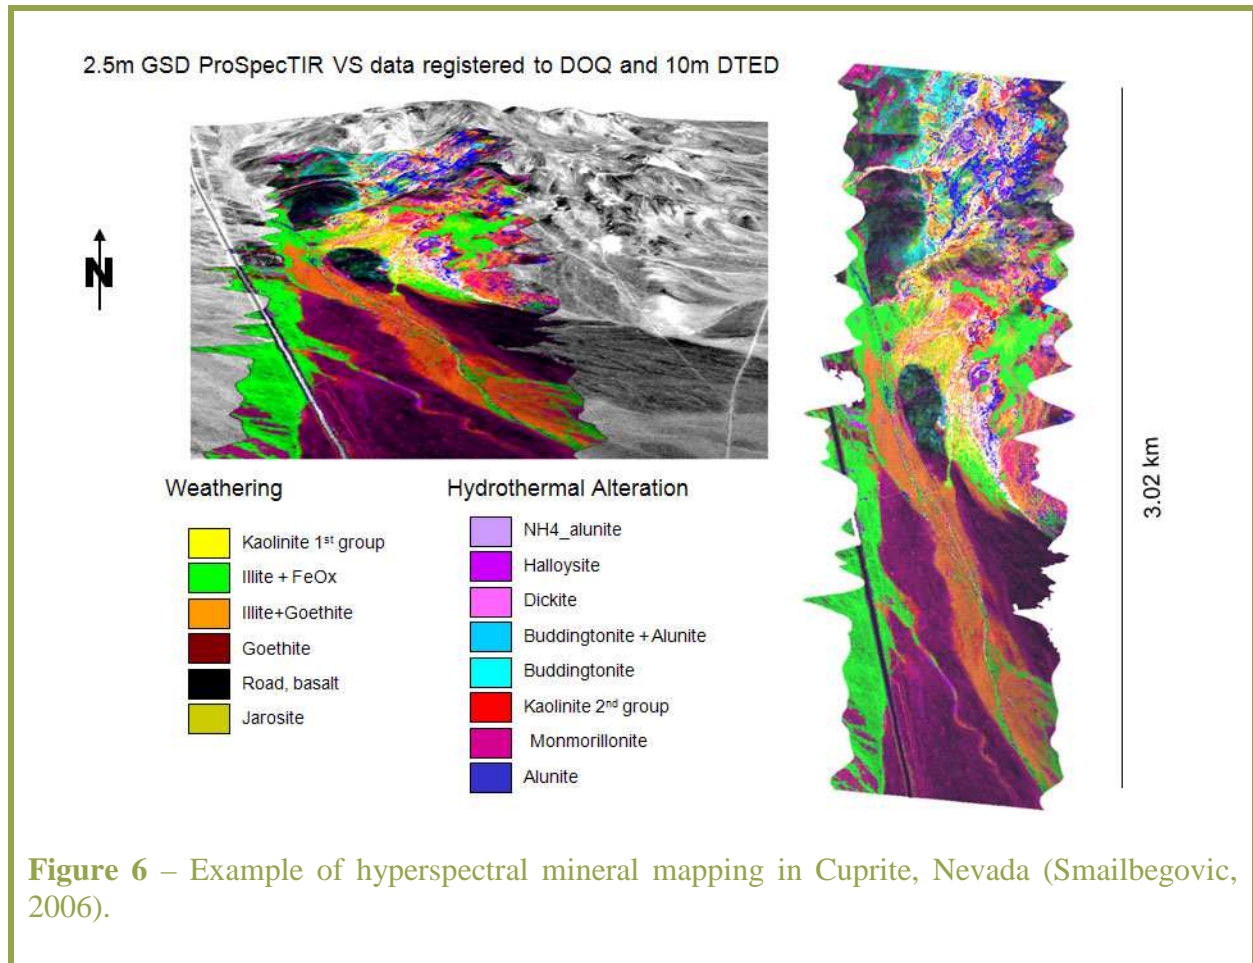 2.5m GSD ProSpecTIR VS data registered to DOQ and 10m DTED
N
3.02 km
Weathering
Kaolinite 1st group
Illite + FeOx
Illite+Goethite
Goethite
Road, basalt
Jarosite
Hydrothermal Alteration
NH4_alunite
Halloysite
Dickite
Buddingtonite + Alunite
Buddingtonite
Kaolinite 2nd group
Monmorillonite
Alunite
Figure 6 – Example of hyperspectral mineral mapping in Cuprite, Nevada (Smailbegovic,
2006).